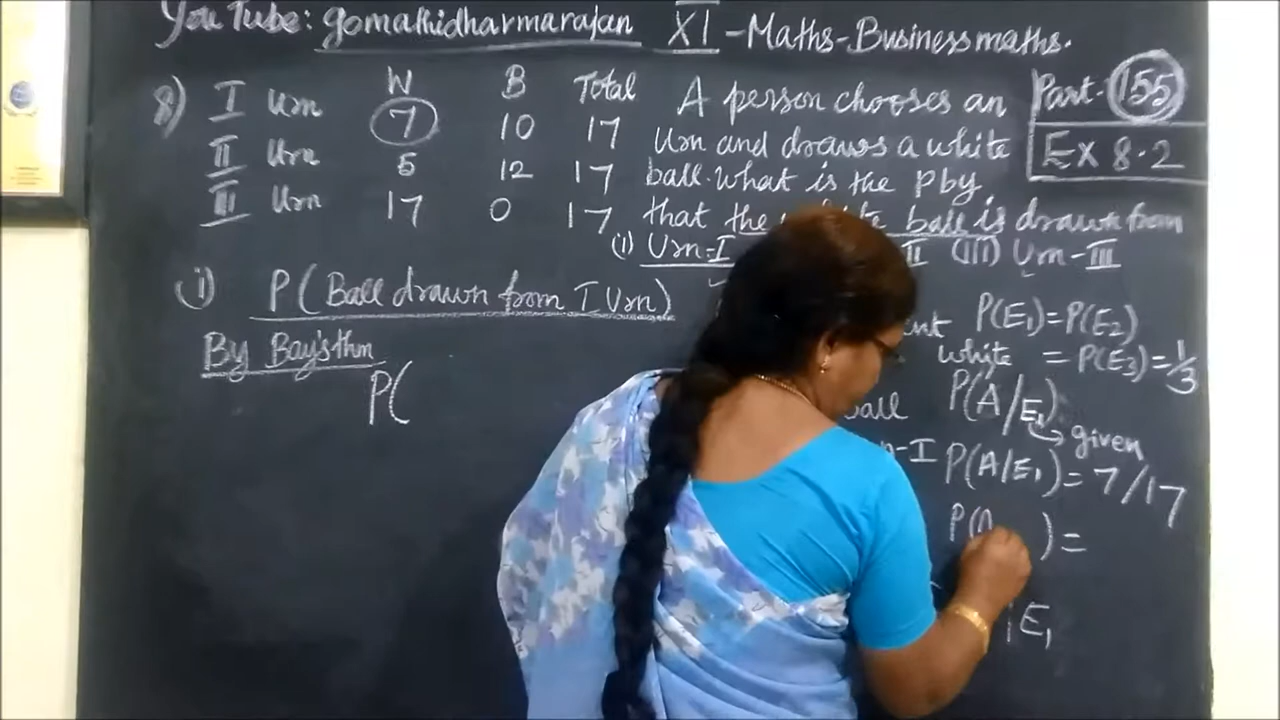 YouTube: gomathidharmarajan XI - Maths - Business maths.
Part - 155
Ex 8.2
W B Total
8) I Urn 7 10 17
II Urn 5 12 17
III Urn 17 0 17
A person chooses an
Urn and draws a white
ball. What is the pby,
that the ball is drawn from
(i) Urn-I II (III) Urn-III
i) P(Ball drawn from I Urn)
By Bay's thm
P(
P(E₁)=P(E₂)
white = P(E₃)=1/3
ball P(A/E₁)
given
-I P(A/E₁)=7/17
P( )=
E₁